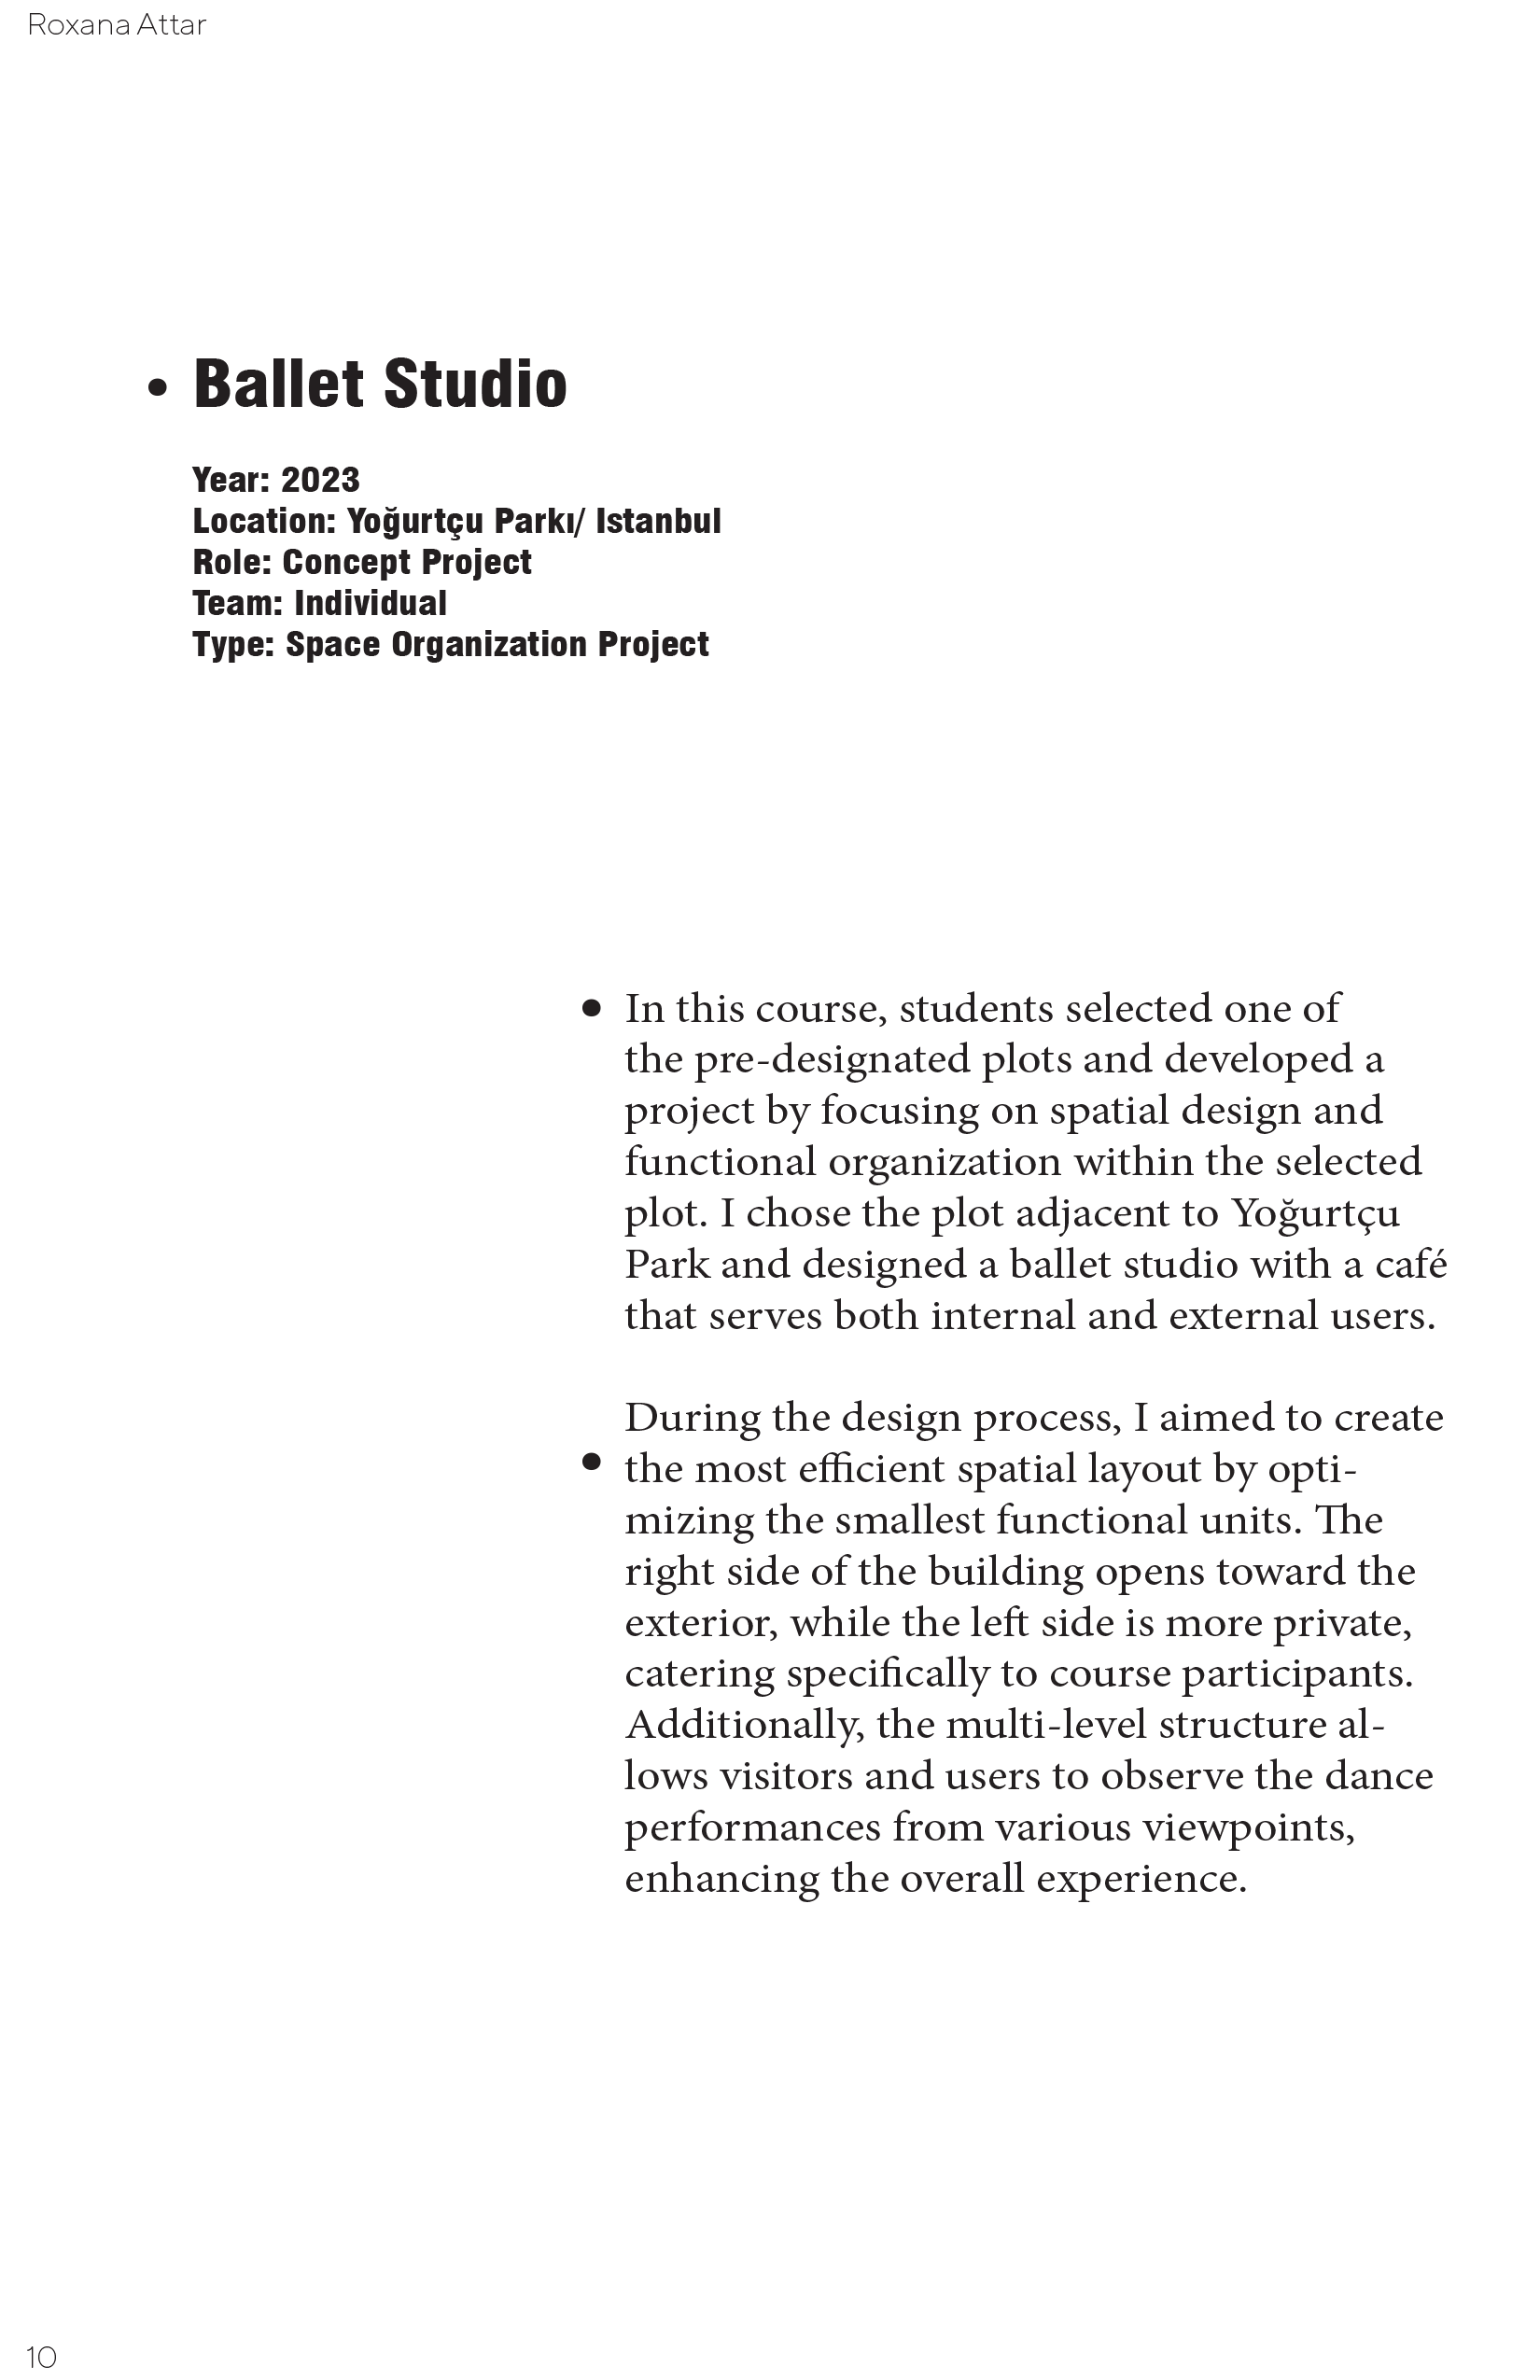 Roxana Attar
• Ballet Studio
Year: 2023
Location: Yoğurtçu Parkı/ Istanbul
Role: Concept Project
Team: Individual
Type: Space Organization Project
• In this course, students selected one of
the pre-designated plots and developed a
project by focusing on spatial design and
functional organization within the selected
plot. I chose the plot adjacent to Yoğurtçu
Park and designed a ballet studio with a café
that serves both internal and external users.
During the design process, I aimed to create
• the most efficient spatial layout by opti-
mizing the smallest functional units. The
right side of the building opens toward the
exterior, while the left side is more private,
catering specifically to course participants.
Additionally, the multi-level structure al-
lows visitors and users to observe the dance
performances from various viewpoints,
enhancing the overall experience.
10